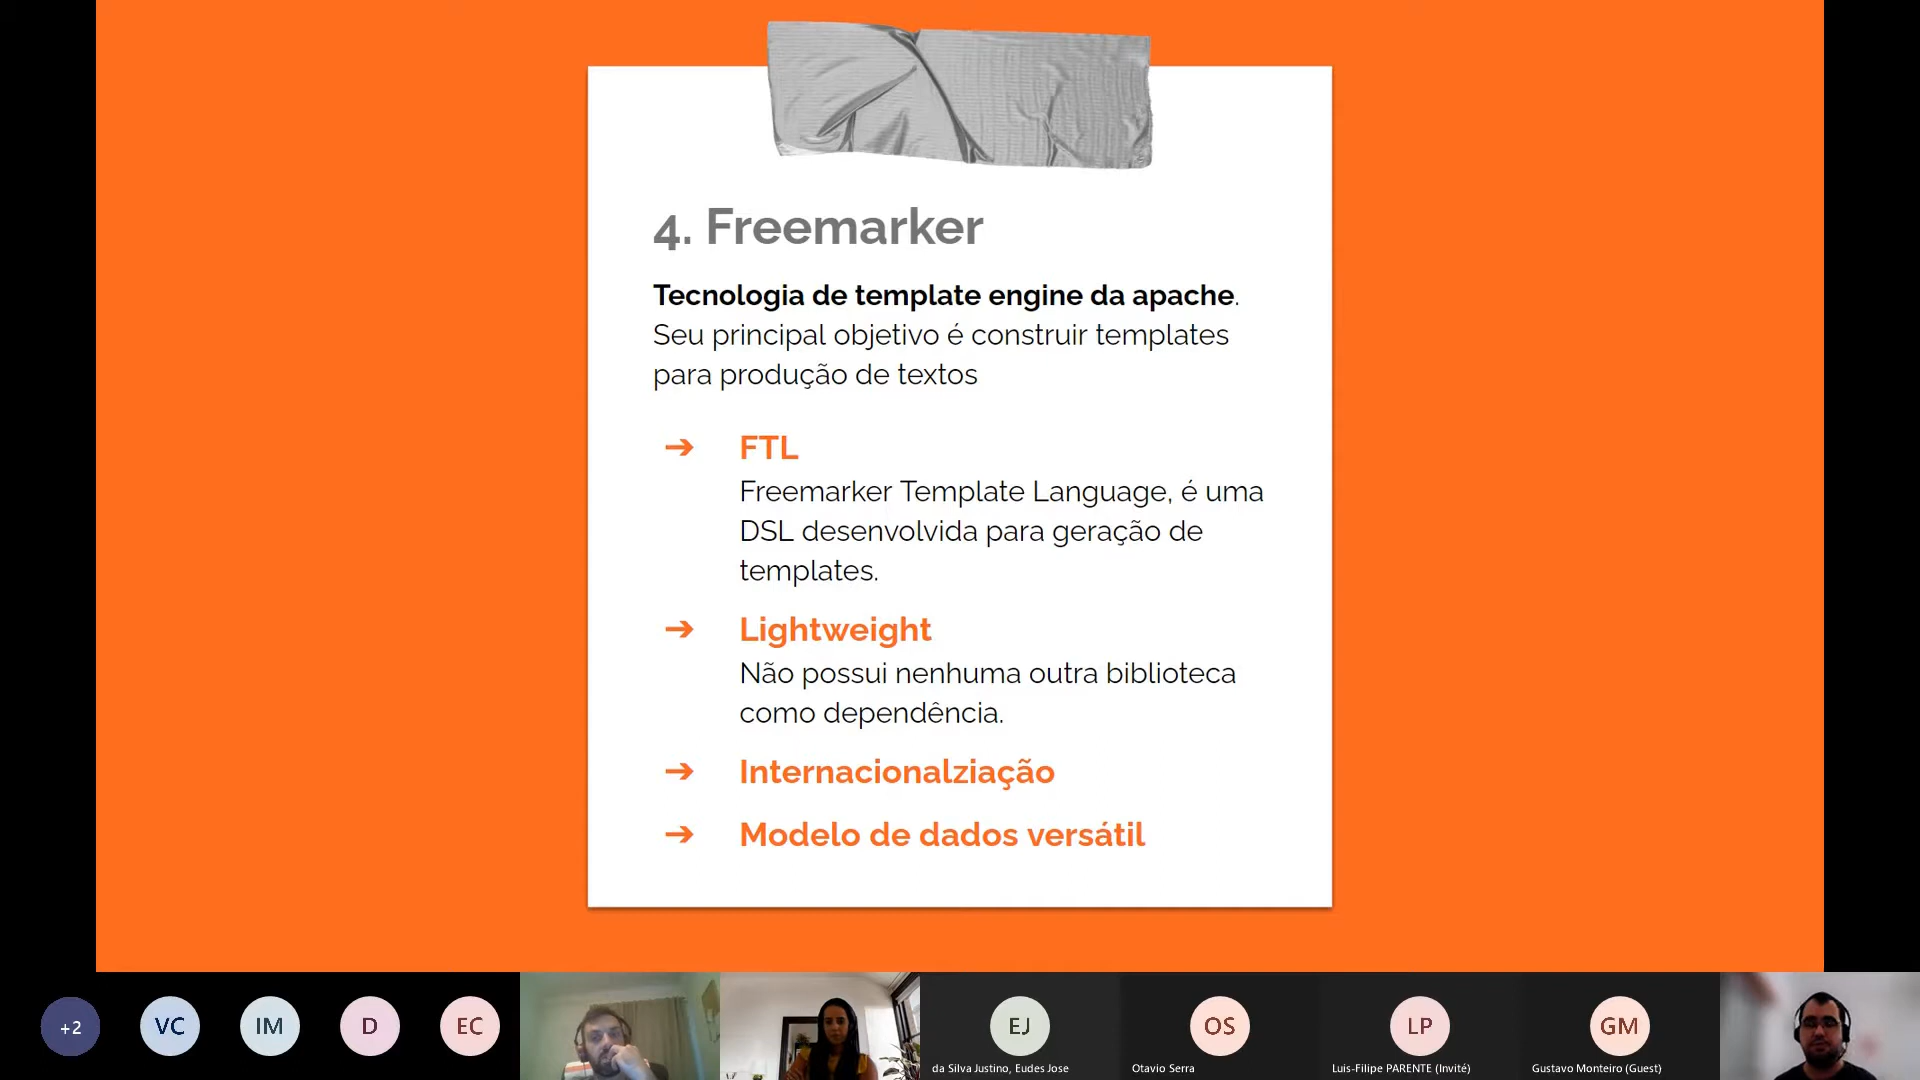 4. Freemarker
Tecnologia de template engine da apache.
Seu principal objetivo é construir templates
para produção de textos
➔ FTL
Freemarker Template Language, é uma
DSL desenvolvida para geração de
templates.
➔ Lightweight
Não possui nenhuma outra biblioteca
como dependência.
➔ Internacionalziação
➔ Modelo de dados versátil
+2
VC
IM
D
EC
EJ
OS
LP
GM
da Silva Justino, Eudes Jose
Otavio Serra
Luis-Filipe PARENTE (Invité)
Gustavo Monteiro (Guest)